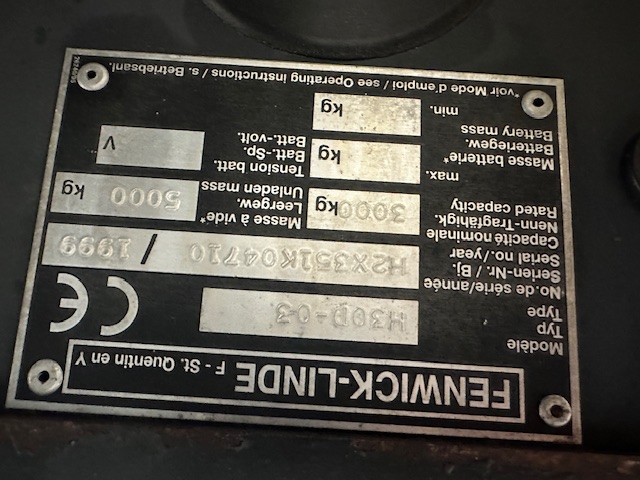 FENWICK-LINDE F - St. Quentin en Y
Modèle
Typ
Type
H30D-03
CE
No.de série/année
Serien-Nr./Bj.
Serial no./year
H2X351K04710 / 1999
Capacité nominale
Nenn-Tragfähigk.
Rated capacity
3000 kg
Masse à vide*
Leergew.
Unladen mass
5000 kg
Masse batterie*
Batteriegew.
Battery mass
max.
kg
min.
kg
Tension batt.
Batt.-Sp.
Batt.-volt.
V
*voir Mode d'emploi / see Operating instructions / s. Betriebsanl.